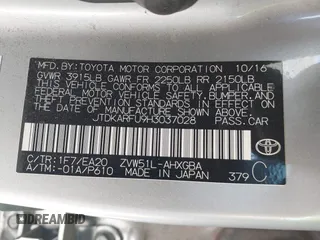 MFD.BY:TOYOTA MOTOR CORPORATION 10/16
GVWR 3915LB GAWR FR 2250LB RR 2150LB
THIS VEHICLE CONFORMS TO ALL APPLICABLE
FEDERAL MOTOR VEHICLE SAFETY, BUMPER, AND
THEFT PREVENTION STANDARDS IN EFFECT ON
THE DATE OF MANUFACTURE SHOWN ABOVE.
JTDKARFU9H3037028 PASS.CAR
TOYOTA
C/TR:1F7/EA20 ZVW51L-AHXGBA
A/TM:-01A/P610 MADE IN JAPAN 379 C
DREAMBID